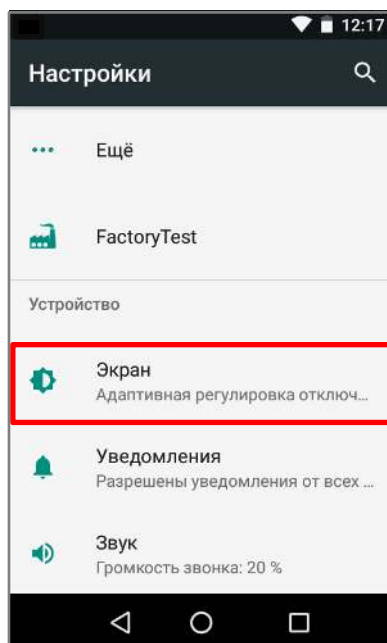 12:17
Настройки
Ещё
FactoryTest
Устройство
Экран
Адаптивная регулировка отключ...
Уведомления
Разрешены уведомления от всех ...
Звук
Громкость звонка: 20 %